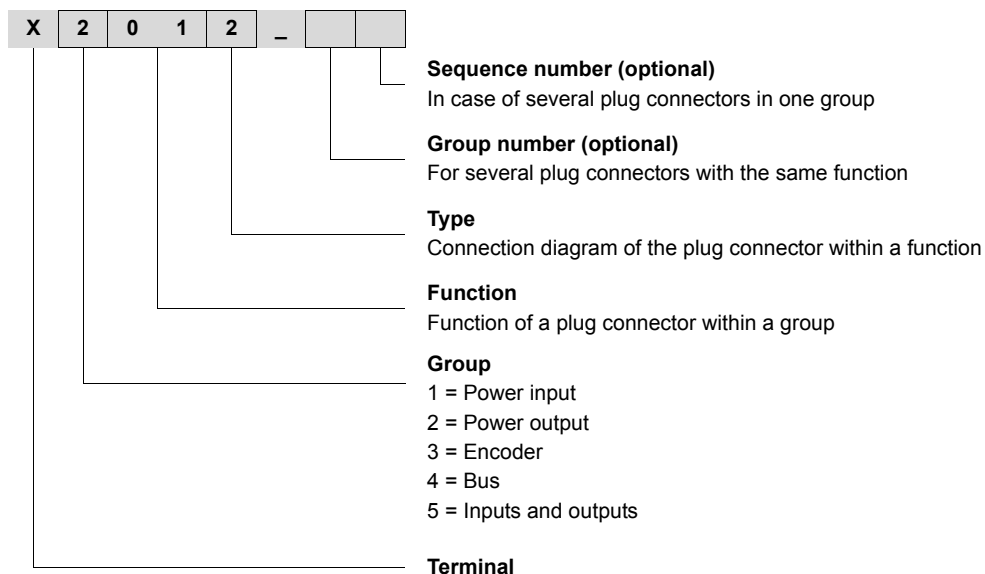 X 2 0 1 2 _
Sequence number (optional)
In case of several plug connectors in one group
Group number (optional)
For several plug connectors with the same function
Type
Connection diagram of the plug connector within a function
Function
Function of a plug connector within a group
Group
1 = Power input
2 = Power output
3 = Encoder
4 = Bus
5 = Inputs and outputs
Terminal